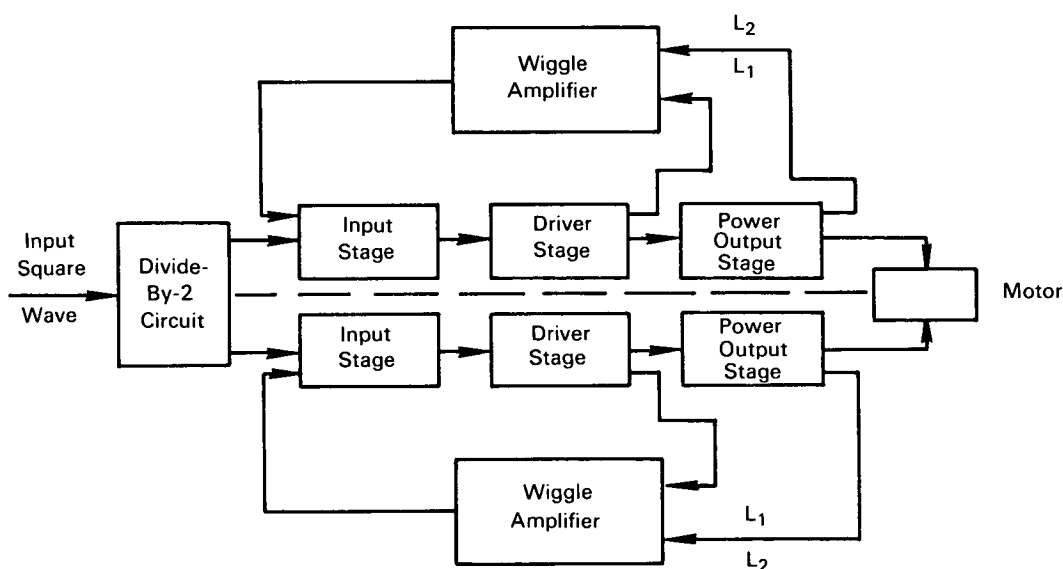 L2
L1
Wiggle
Amplifier
Input
Stage
Driver
Stage
Power
Output
Stage
Input
Square
Wave
Divide-
By-2
Circuit
Motor
Input
Stage
Driver
Stage
Power
Output
Stage
Wiggle
Amplifier
L1
L2